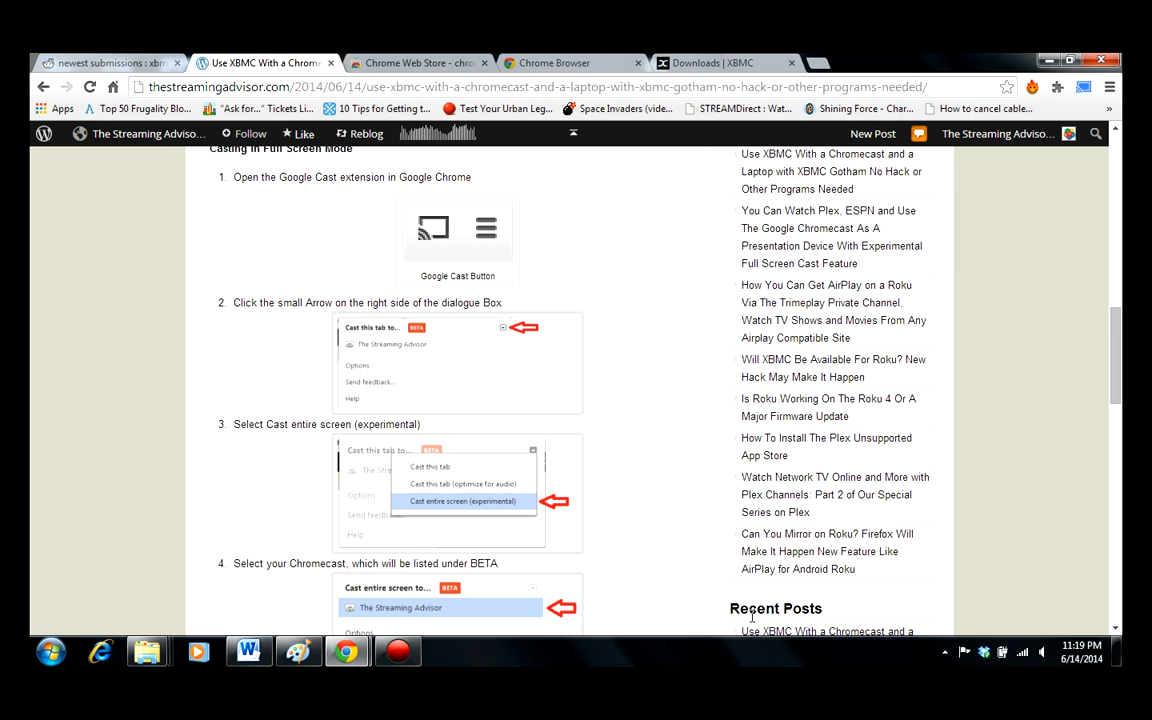 newest submissions : xbm
Use XBMC With a Chrome
Chrome Web Store - chro
Chrome Browser
Downloads | XBMC
thestreamingadvisor.com/2014/06/14/use-xbmc-with-a-chromecast-and-a-laptop-with-xbmc-gotham-no-hack-or-other-programs-needed/
Apps
Top 50 Frugality Blo...
"Ask for..." Tickets Li...
10 Tips for Getting t...
Test Your Urban Leg...
Space Invaders (vide...
STREAMDirect : Wat...
Shining Force - Char...
How to cancel cable...
»
The Streaming Adviso...
Follow
Like
Reblog
New Post
The Streaming Adviso...
Casting in Full Screen Mode
1. Open the Google Cast extension in Google Chrome
Google Cast Button
2. Click the small Arrow on the right side of the dialogue Box
Cast this tab to... BETA
The Streaming Advisor
Options
Send feedback...
Help
3. Select Cast entire screen (experimental)
Cast this tab to... BETA
Cast this tab
The Stre
Cast this tab (optimize for audio)
Options
Cast entire screen (experimental)
Send feedbac
Help
4. Select your Chromecast, which will be listed under BETA
Cast entire screen to... BETA
The Streaming Advisor
Options
Use XBMC With a Chromecast and a
Laptop with XBMC Gotham No Hack or
Other Programs Needed
You Can Watch Plex, ESPN and Use
The Google Chromecast As A
Presentation Device With Experimental
Full Screen Cast Feature
How You Can Get AirPlay on a Roku
Via The Trimeplay Private Channel,
Watch TV Shows and Movies From Any
Airplay Compatible Site
Will XBMC Be Available For Roku? New
Hack May Make It Happen
Is Roku Working On The Roku 4 Or A
Major Firmware Update
How To Install The Plex Unsupported
App Store
Watch Network TV Online and More with
Plex Channels: Part 2 of Our Special
Series on Plex
Can You Mirror on Roku? Firefox Will
Make It Happen New Feature Like
AirPlay for Android Roku
Recent Posts
Use XBMC With a Chromecast and a
11:19 PM
6/14/2014